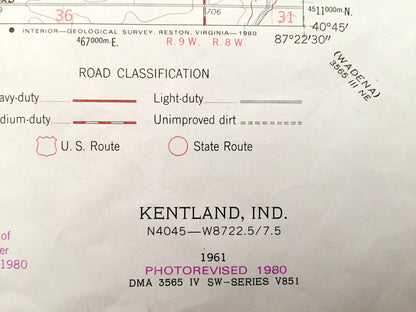 36
706
31
4511000m N.
40°45′
● INTERIOR—GEOLOGICAL SURVEY, RESTON, VIRGINIA—1980
467000m E.
R. 9 W. R. 8 W.
87°22′30″
(WADENA)
3565 III NE
ROAD CLASSIFICATION
eavy-duty
Light-duty
dium-duty
Unimproved dirt
U. S. Route
State Route
KENTLAND, IND.
N4045—W8722.5/7.5
of
er
1980
1961
PHOTOREVISED 1980
DMA 3565 IV SW-SERIES V851